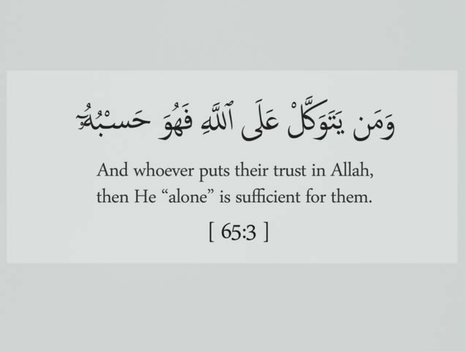 وَمَن يَتَوَكَّلْ عَلَى ٱللَّهِ فَهُوَ حَسْبُهُۥٓ
And whoever puts their trust in Allah,
then He “alone” is sufficient for them.
[ 65:3 ]